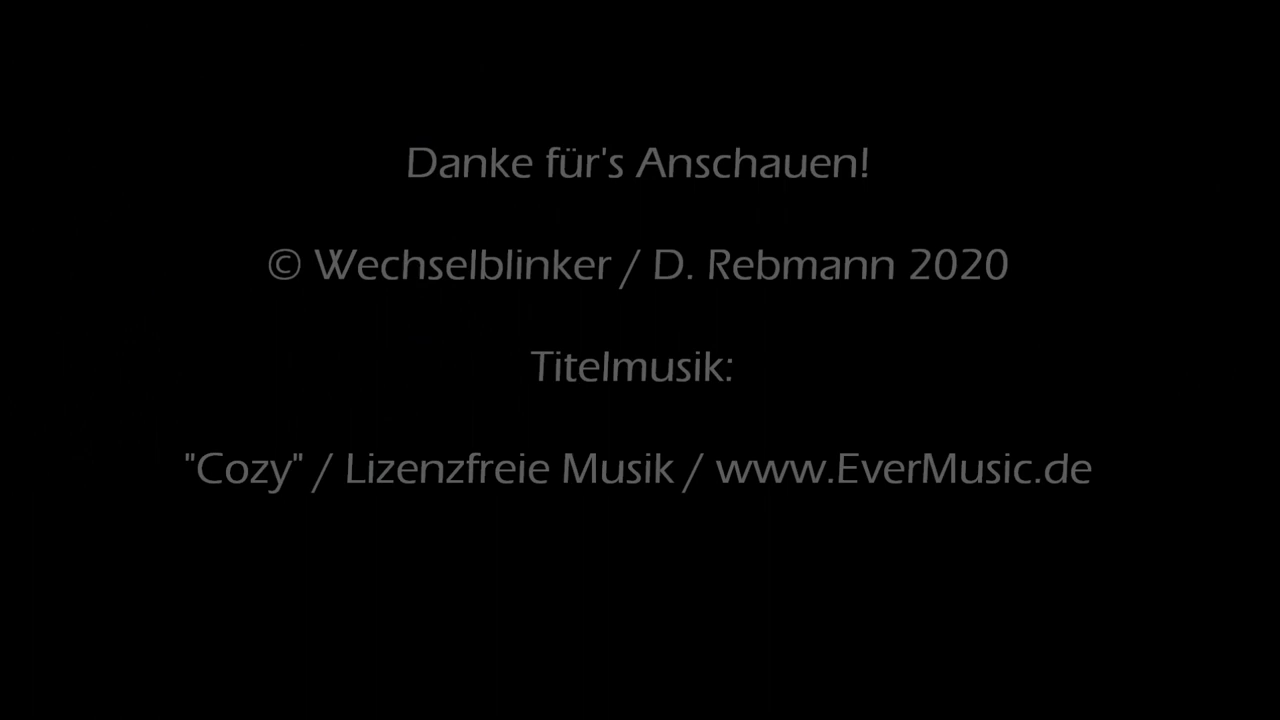 Danke für's Anschauen!
© Wechselblinker / D. Rebmann 2020
Titelmusik:
"Cozy" / Lizenzfreie Musik / www.EverMusic.de